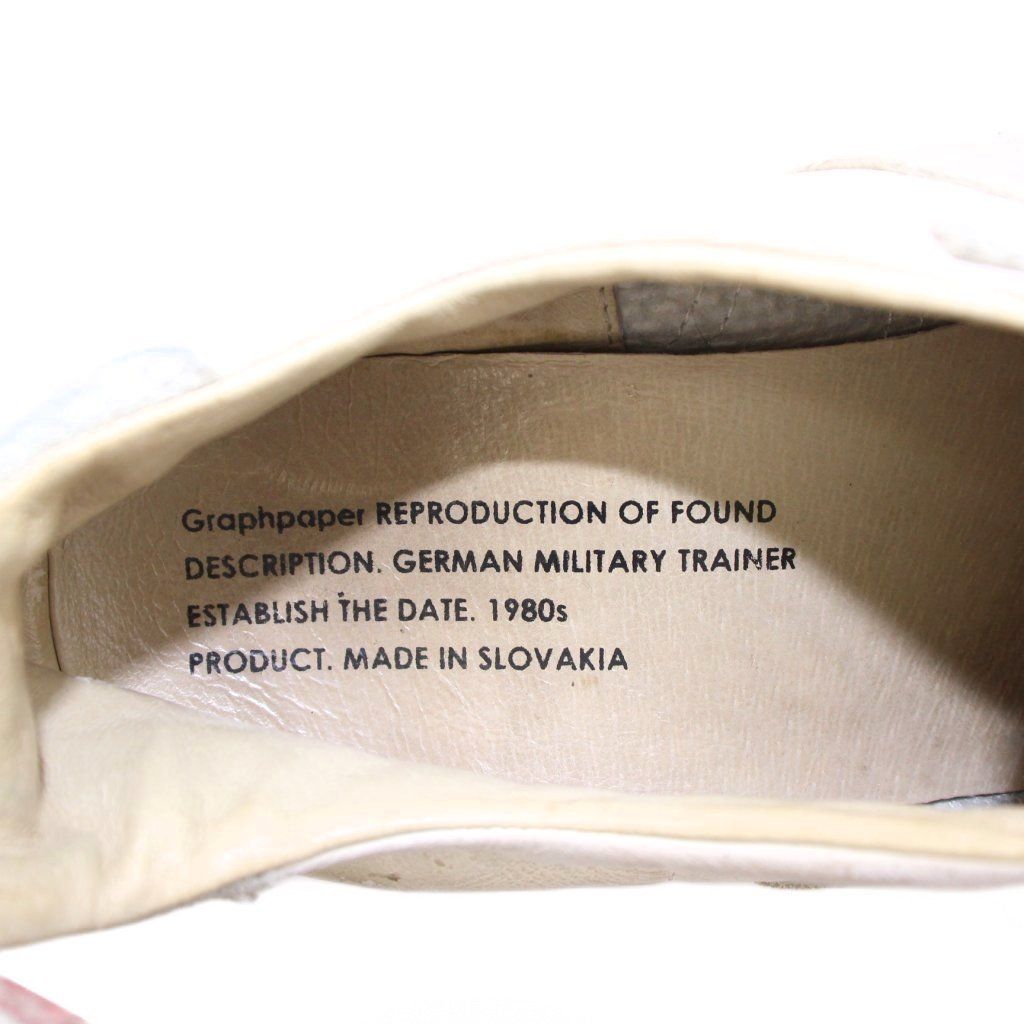 Graphpaper REPRODUCTION OF FOUND
DESCRIPTION. GERMAN MILITARY TRAINER
ESTABLISH THE DATE. 1980s
PRODUCT. MADE IN SLOVAKIA